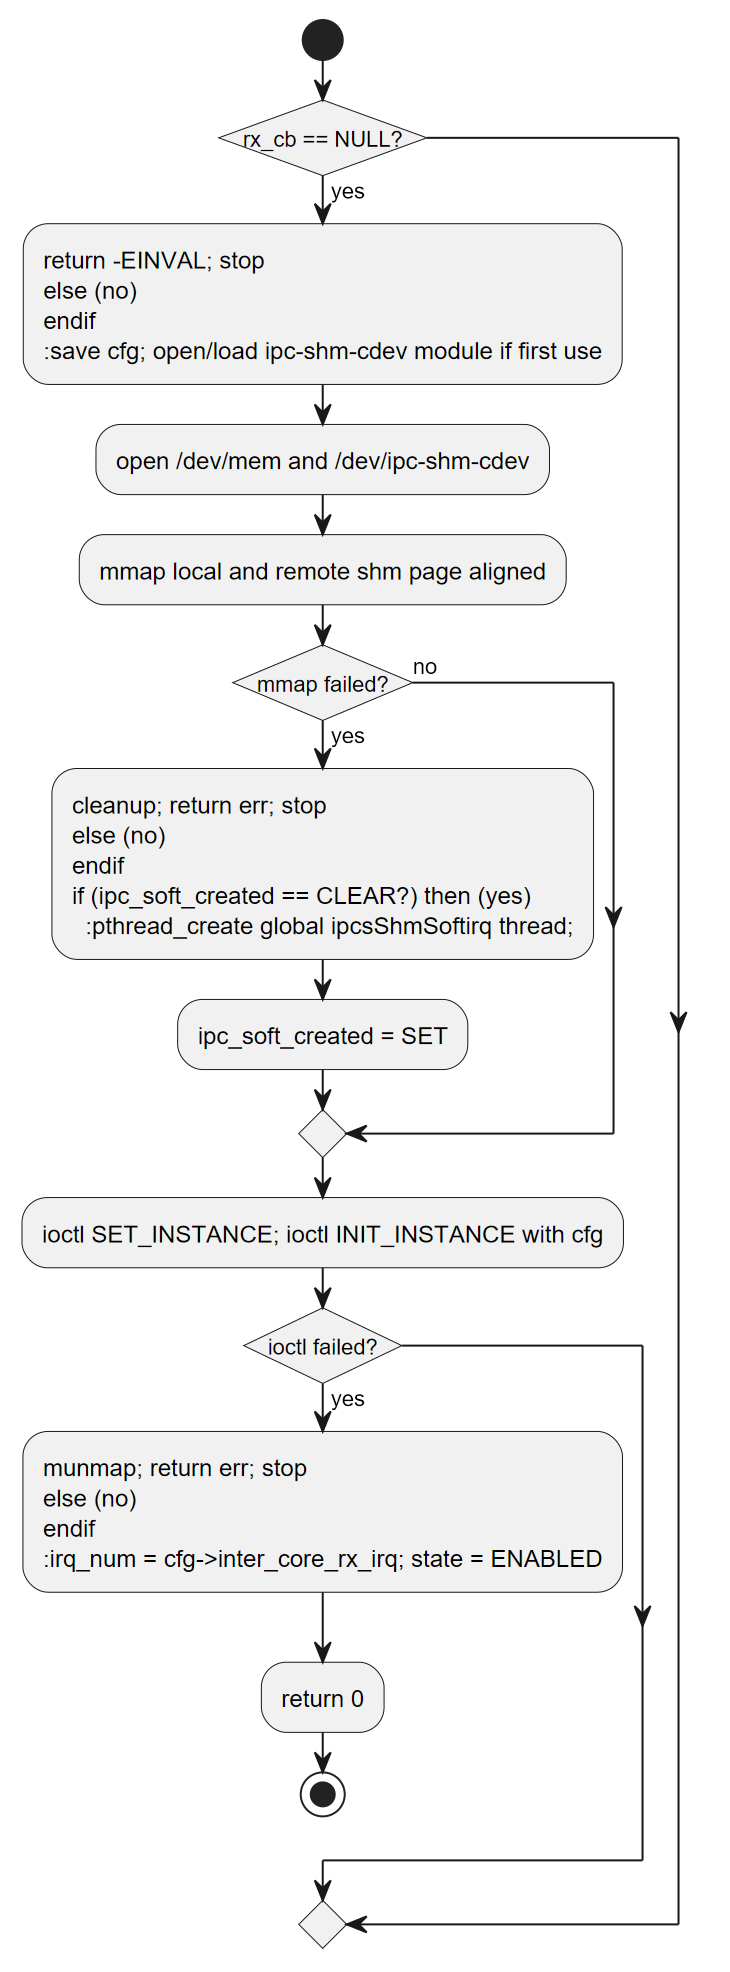 rx_cb == NULL?
yes
return -EINVAL; stop
else (no)
endif
:save cfg; open/load ipc-shm-cdev module if first use
open /dev/mem and /dev/ipc-shm-cdev
mmap local and remote shm page aligned
mmap failed?
no
yes
cleanup; return err; stop
else (no)
endif
if (ipc_soft_created == CLEAR?) then (yes)
:pthread_create global ipcsShmSoftirq thread;
ipc_soft_created = SET
ioctl SET_INSTANCE; ioctl INIT_INSTANCE with cfg
ioctl failed?
yes
munmap; return err; stop
else (no)
endif
:irq_num = cfg->inter_core_rx_irq; state = ENABLED
return 0